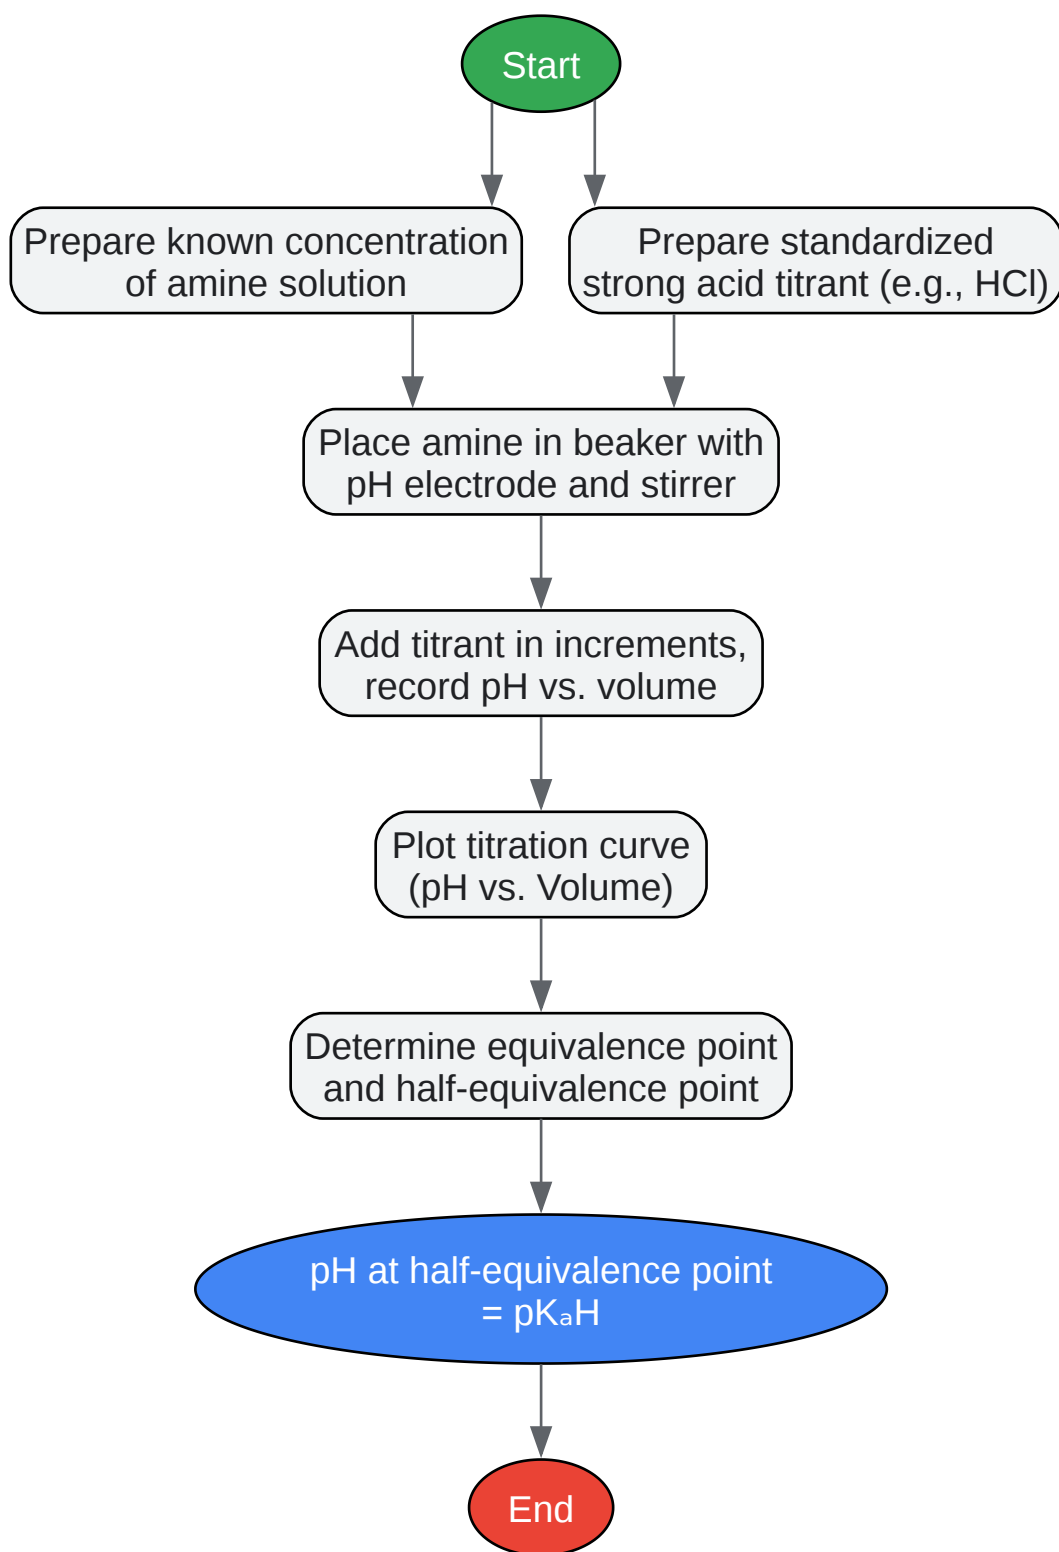 Start
Prepare known concentration
of amine solution
Prepare standardized
strong acid titrant (e.g., HCl)
Place amine in beaker with
pH electrode and stirrer
Add titrant in increments,
record pH vs. volume
Plot titration curve
(pH vs. Volume)
Determine equivalence point
and half-equivalence point
pH at half-equivalence point
= pKₐH
End